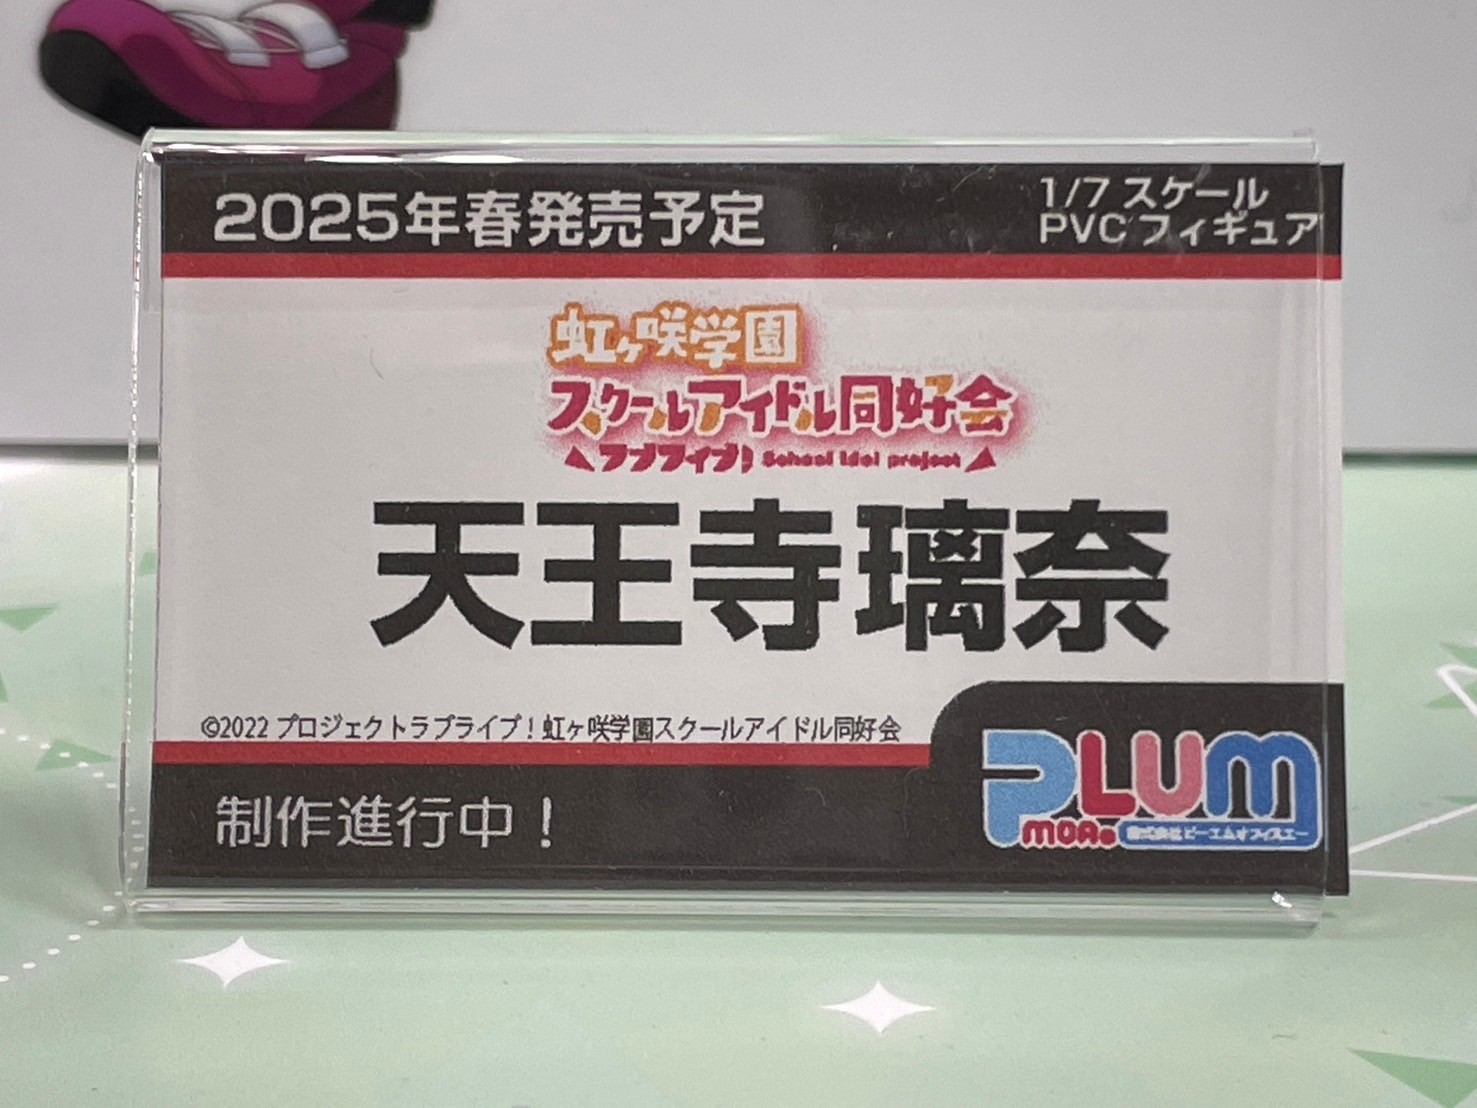 2025年春発売予定
1/7 スケール
PVCフィギュア
虹ヶ咲学園
スクールアイドル同好会
ラブライブ! School idol project
天王寺璃奈
©2022 プロジェクトラブライブ！虹ヶ咲学園スクールアイドル同好会
制作進行中！
PLUM
PMOA
株式会社ピーエムオフィスエー